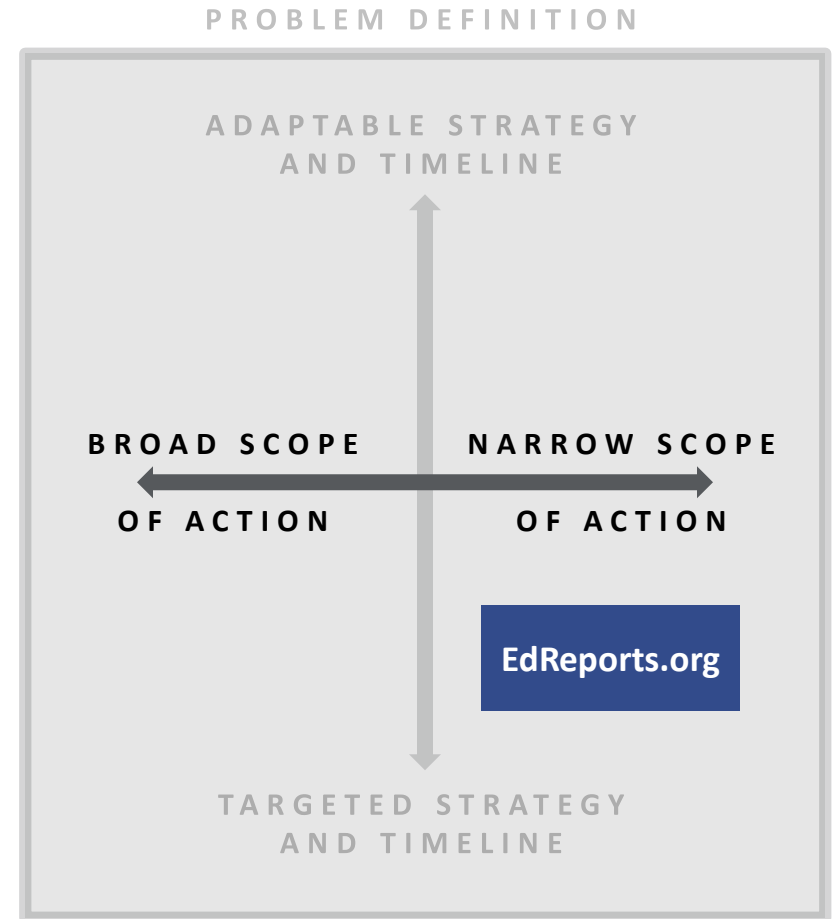 PROBLEM DEFINITION
ADAPTABLE STRATEGY
AND TIMELINE
BROAD SCOPE
OF ACTION
NARROW SCOPE
OF ACTION
EdReports.org
TARGETED STRATEGY
AND TIMELINE